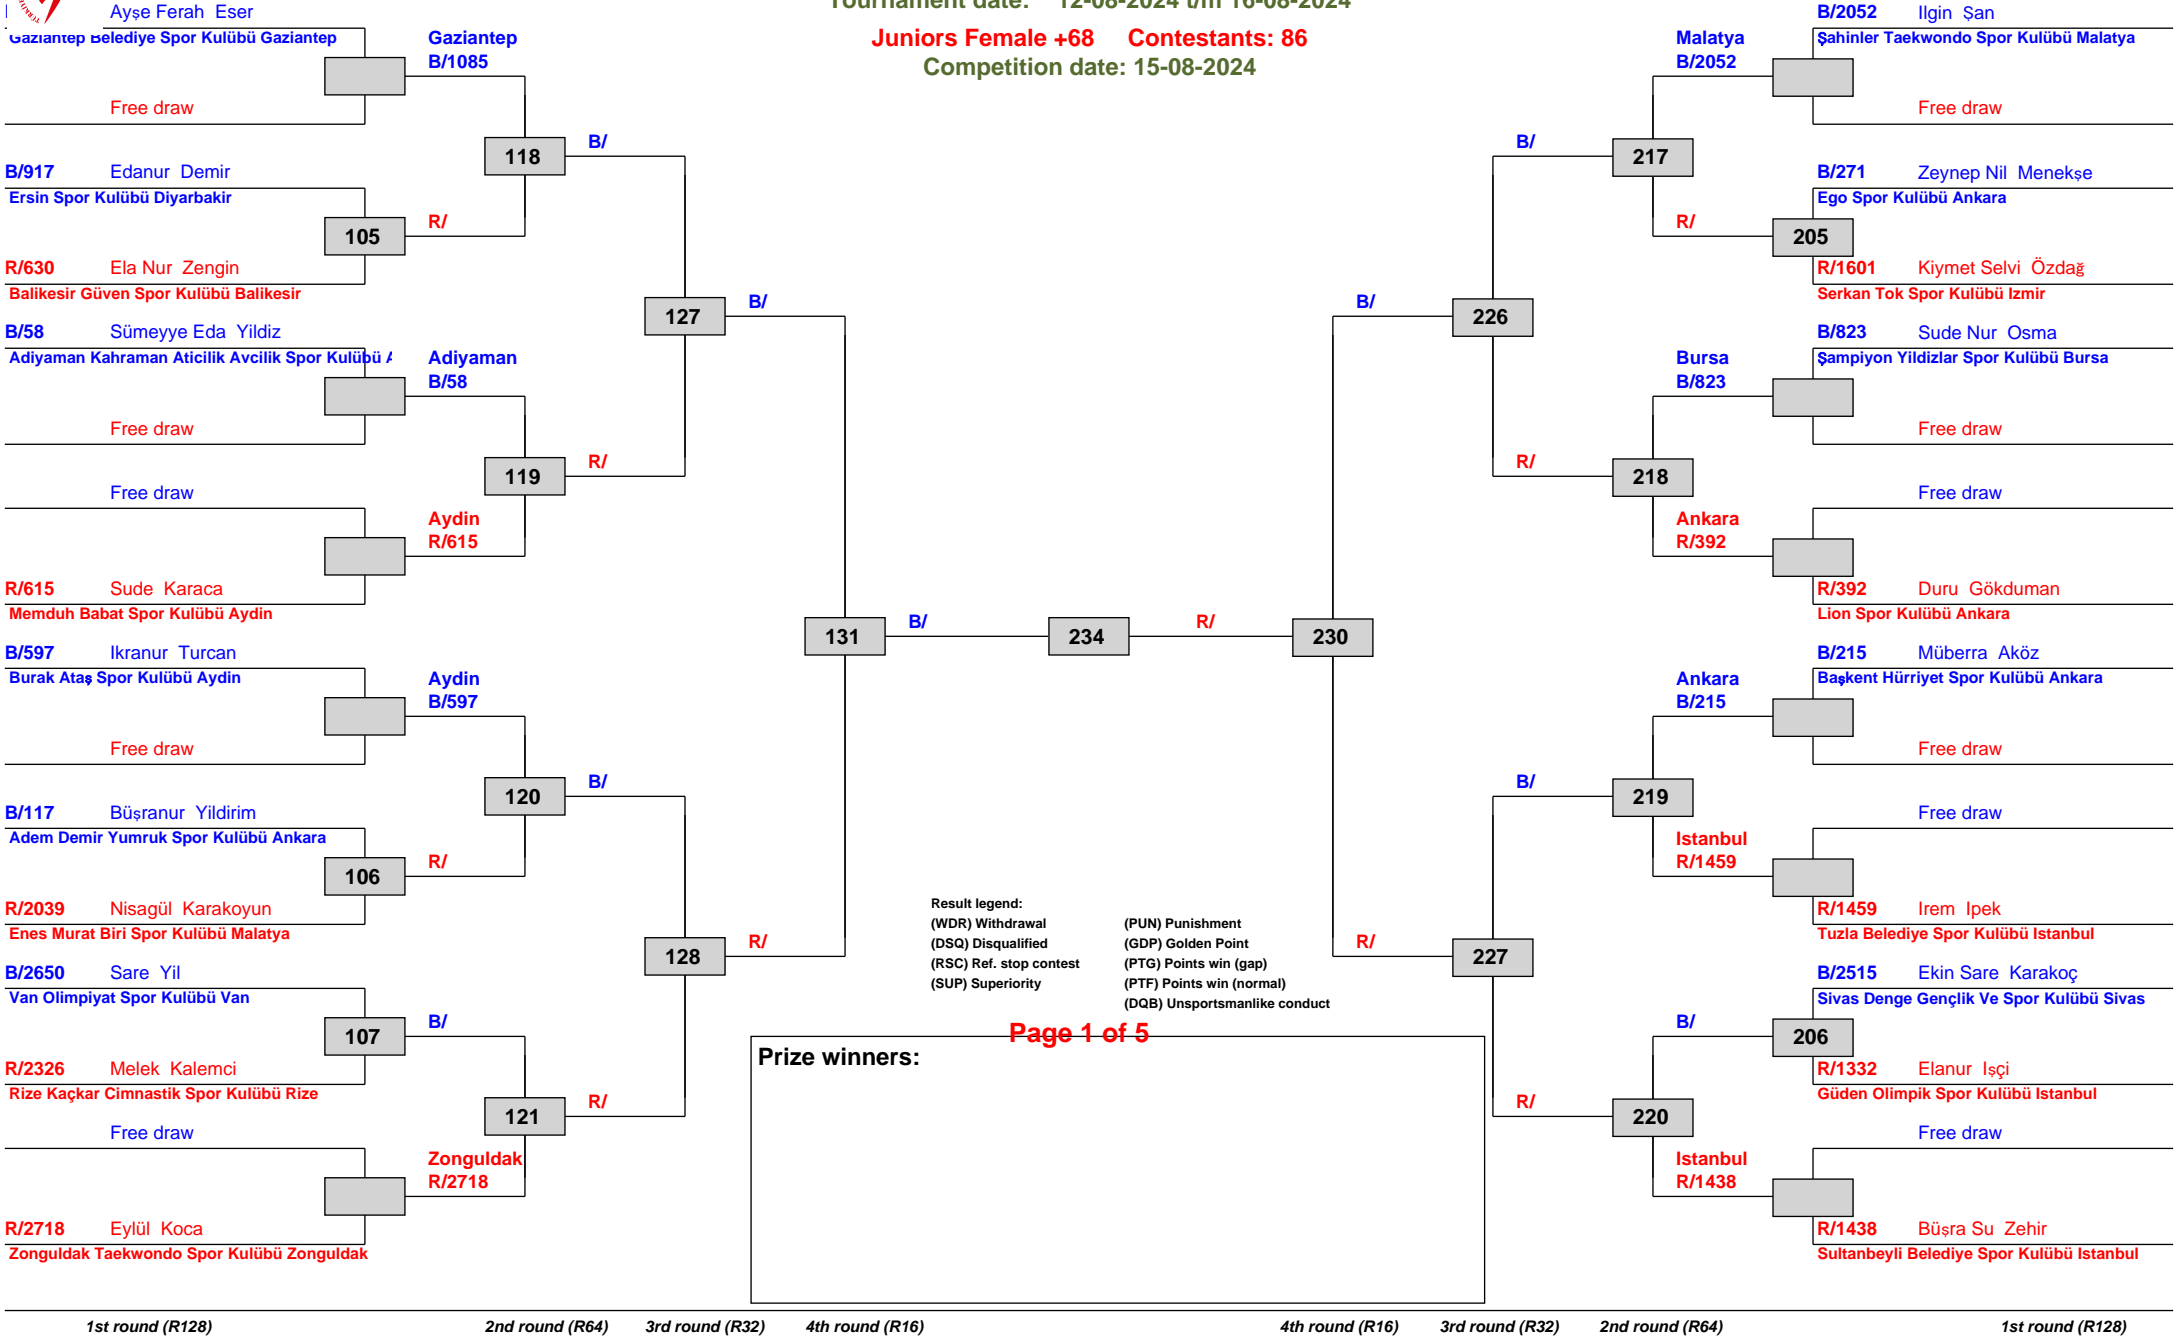 Tournament date: 12-08-2024 t/m 16-08-2024
Juniors Female +68 Contestants: 86
Competition date: 15-08-2024
Ayşe Ferah Eser
Gaziantep Belediye Spor Kulübü Gaziantep
Free draw
B/917 Edanur Demir
Ersin Spor Kulübü Diyarbakir
105
R/630 Ela Nur Zengin
Balikesir Güven Spor Kulübü Balikesir
B/58 Sümeyye Eda Yildiz
Adiyaman Kahraman Aticilik Avcilik Spor Kulübü
Free draw
Free draw
R/615 Sude Karaca
Memduh Babat Spor Kulübü Aydin
B/597 Ikranur Turcan
Burak Ataş Spor Kulübü Aydin
Free draw
B/117 Büşranur Yildirim
Adem Demir Yumruk Spor Kulübü Ankara
106
R/2039 Nisagül Karakoyun
Enes Murat Biri Spor Kulübü Malatya
B/2650 Sare Yil
Van Olimpiyat Spor Kulübü Van
107
R/2326 Melek Kalemci
Rize Kaçkar Cimnastik Spor Kulübü Rize
Free draw
R/2718 Eylül Koca
Zonguldak Taekwondo Spor Kulübü Zonguldak
Gaziantep
B/1085
118
R/
Adiyaman
B/58
119
Aydin
R/615
Aydin
B/597
120
R/
B/
121
Zonguldak
R/2718
B/
127
R/
B/
128
R/
B/
131
R/
B/
234
R/
230
B/
R/
226
B/
R/
227
B/
R/
Malatya
B/2052
217
R/
Bursa
B/823
218
Ankara
R/392
Ankara
B/215
219
Istanbul
R/1459
B/
220
Istanbul
R/1438
B/2052 Ilgin Şan
Şahinler Taekwondo Spor Kulübü Malatya
Free draw
B/271 Zeynep Nil Menekşe
Ego Spor Kulübü Ankara
205
R/1601 Kiymet Selvi Özdağ
Serkan Tok Spor Kulübü Izmir
B/823 Sude Nur Osma
Şampiyon Yildizlar Spor Kulübü Bursa
Free draw
Free draw
R/392 Duru Gökduman
Lion Spor Kulübü Ankara
B/215 Müberra Aköz
Başkent Hürriyet Spor Kulübü Ankara
Free draw
Free draw
R/1459 Irem Ipek
Tuzla Belediye Spor Kulübü Istanbul
B/2515 Ekin Sare Karakoç
Sivas Denge Gençlik Ve Spor Kulübü Sivas
206
R/1332 Elanur Işçi
Güden Olimpik Spor Kulübü Istanbul
Free draw
R/1438 Büşra Su Zehir
Sultanbeyli Belediye Spor Kulübü Istanbul
Result legend:
(WDR) Withdrawal (PUN) Punishment
(DSQ) Disqualified (GDP) Golden Point
(RSC) Ref. stop contest (PTG) Points win (gap)
(SUP) Superiority (PTF) Points win (normal)
(DQB) Unsportsmanlike conduct
Page 1 of 5
Prize winners:
1st round (R128) 2nd round (R64) 3rd round (R32) 4th round (R16) 4th round (R16) 3rd round (R32) 2nd round (R64) 1st round (R128)